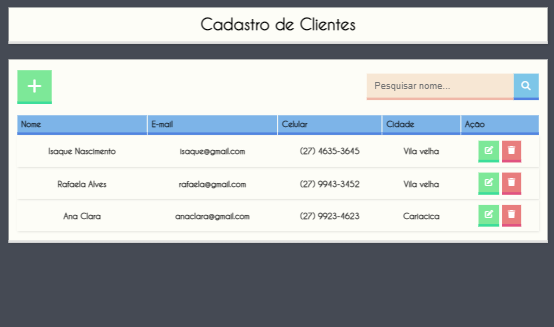 Cadastro de Clientes
Pesquisar nome...
Nome E-mail Celular Cidade Ação
Isaque Nascimento isaque@gmail.com (27) 4635-3645 Vila velha
Rafaela Alves rafaela@gmail.com (27) 9943-3452 Vila velha
Ana Clara anaclara@gmail.com (27) 9923-4623 Cariacica